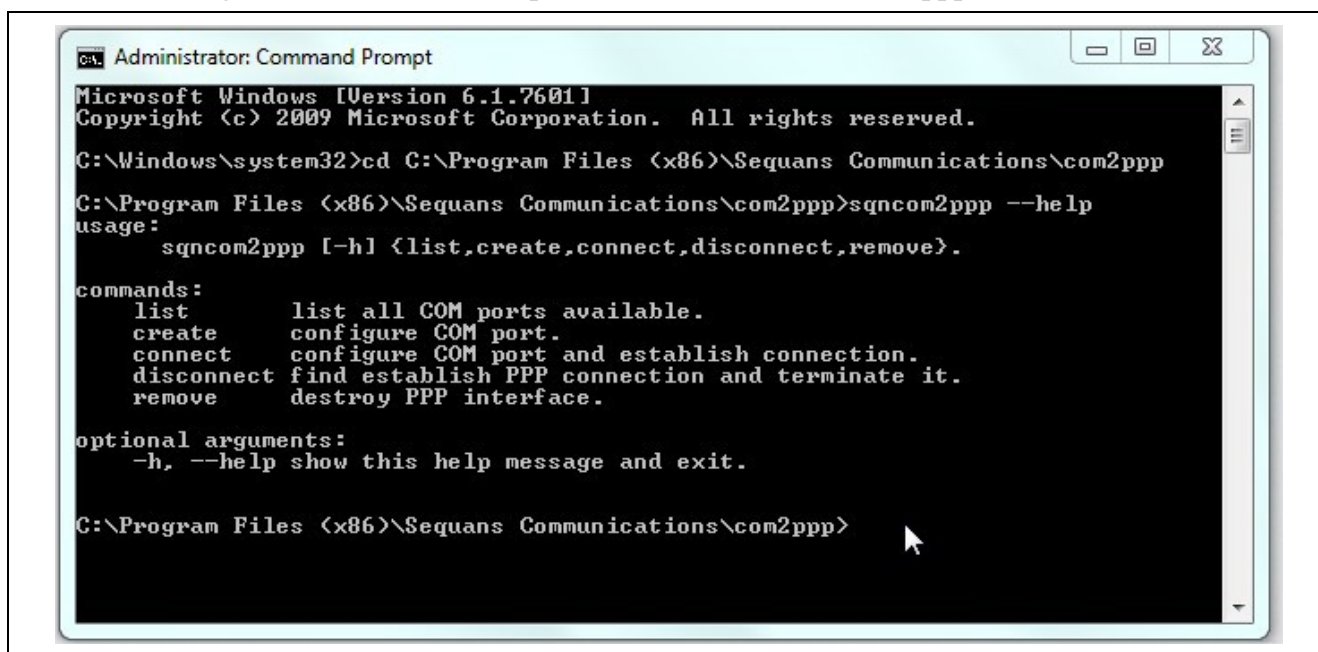 Administrator: Command Prompt
Microsoft Windows [Version 6.1.7601]
Copyright (c) 2009 Microsoft Corporation.  All rights reserved.
C:\Windows\system32>cd C:\Program Files (x86)\Sequans Communications\com2ppp
C:\Program Files (x86)\Sequans Communications\com2ppp>sqncom2ppp --help
usage:
      sqncom2ppp [-h] {list,create,connect,disconnect,remove}.
commands:
    list       list all COM ports available.
    create     configure COM port.
    connect    configure COM port and establish connection.
    disconnect find establish PPP connection and terminate it.
    remove     destroy PPP interface.
optional arguments:
    -h, --help show this help message and exit.
C:\Program Files (x86)\Sequans Communications\com2ppp>